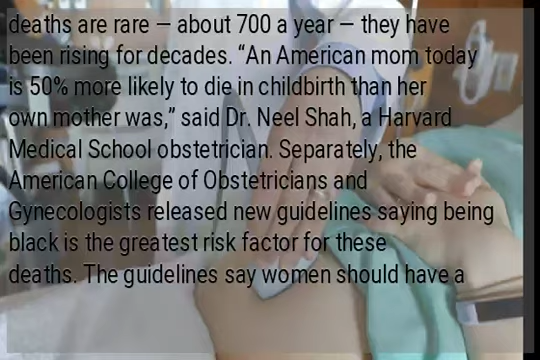 deaths are rare — about 700 a year — they have
been rising for decades. “An American mom today
is 50% more likely to die in childbirth than her
own mother was,” said Dr. Neel Shah, a Harvard
Medical School obstetrician. Separately, the
American College of Obstetricians and
Gynecologists released new guidelines saying being
black is the greatest risk factor for these
deaths. The guidelines say women should have a